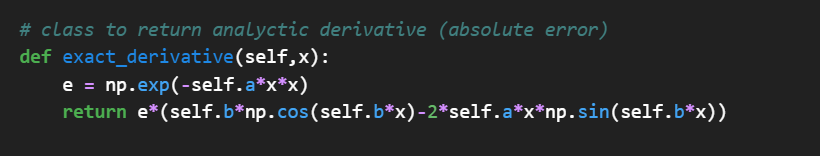 # class to return analyctic derivative (absolute error)
def exact_derivative(self,x):
    e = np.exp(-self.a*x*x)
    return e*(self.b*np.cos(self.b*x)-2*self.a*x*np.sin(self.b*x))